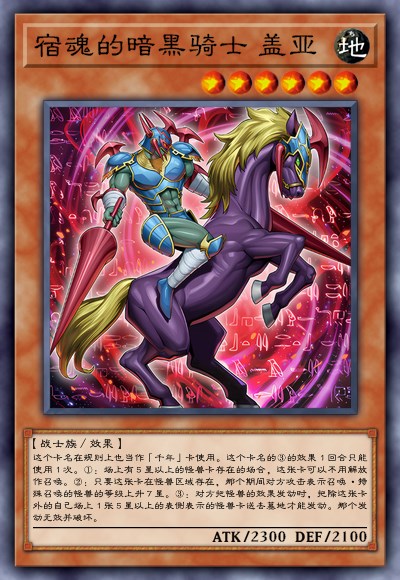 宿魂的暗黑骑士 盖亚
地
【战士族／效果】
这个卡名在规则上也当作「千年」卡使用。这个卡名的③的效果1回合只能
使用1次。①：场上有5星以上的怪兽卡存在的场合，这张卡可以不用解放
作召唤。②：只要这张卡在怪兽区域存在，那个期间对方攻击表示召唤·特
殊召唤的怪兽的等级上升7星。③：对方把怪兽的效果发动时，把除这张卡
外的自己场上1张5星以上的表侧表示的怪兽卡送去墓地才能发动。那个发
动无效并破坏。
ATK/2300 DEF/2100